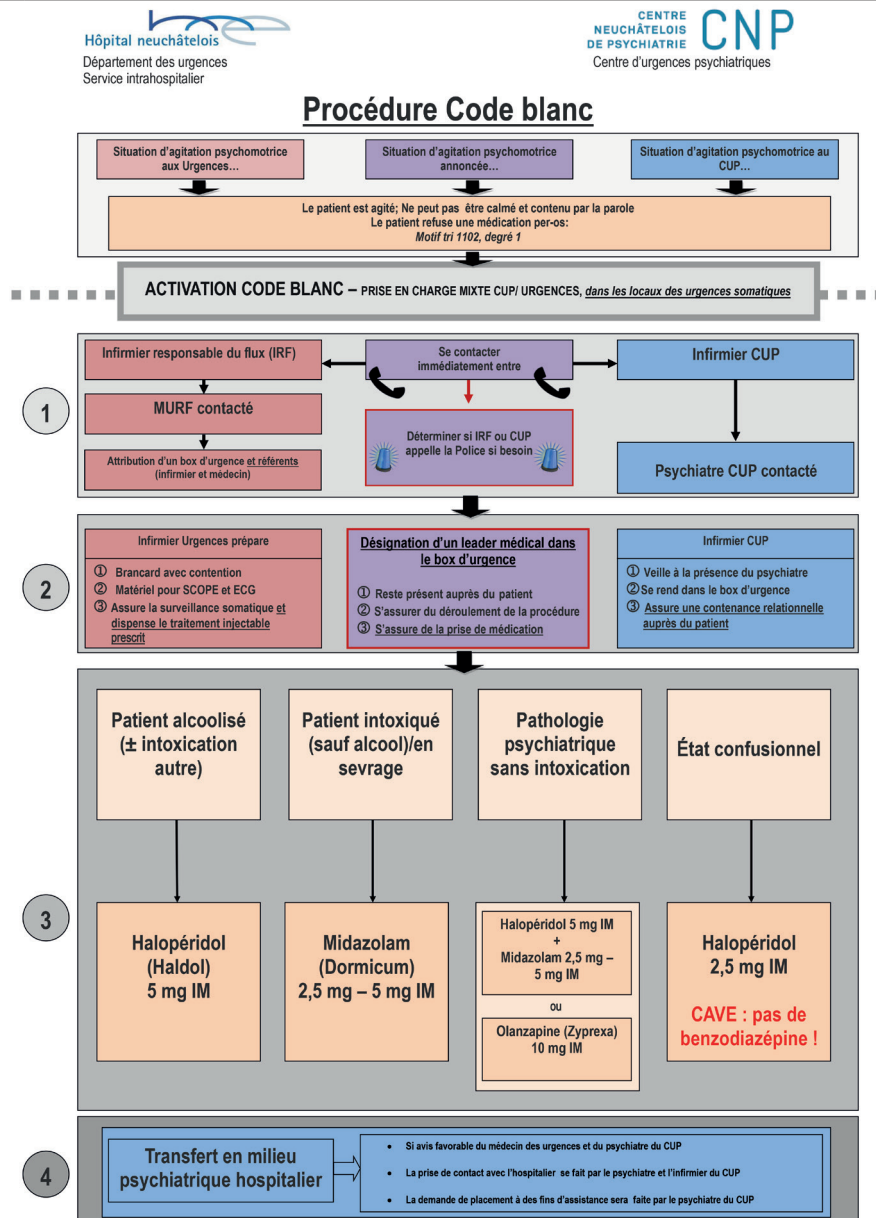 Hôpital neuchâtelois
Département des urgences
Service intrahospitalier
CENTRE
NEUCHÂTELOIS
DE PSYCHIATRIE
CNP
Centre d'urgences psychiatriques
Procédure Code blanc
Situation d'agitation psychomotrice
aux Urgences…
Situation d'agitation psychomotrice
annoncée…
Situation d'agitation psychomotrice au
CUP…
Le patient est agité; Ne peut pas être calmé et contenu par la parole
Le patient refuse une médication per-os:
Motif tri 1102, degré 1
ACTIVATION CODE BLANC – PRISE EN CHARGE MIXTE CUP/ URGENCES, dans les locaux des urgences somatiques
1
Infirmier responsable du flux (IRF)
MURF contacté
Attribution d'un box d'urgence et référents
(infirmier et médecin)
Se contacter
immédiatement entre
Déterminer si IRF ou CUP
appelle la Police si besoin
Infirmier CUP
Psychiatre CUP contacté
2
Infirmier Urgences prépare
① Brancard avec contention
② Matériel pour SCOPE et ECG
③ Assure la surveillance somatique et
dispense le traitement injectable
prescrit
Désignation d'un leader médical dans
le box d'urgence
① Reste présent auprès du patient
② S'assurer du déroulement de la procédure
③ S'assure de la prise de médication
Infirmier CUP
① Veille à la présence du psychiatre
② Se rend dans le box d'urgence
③ Assure une contenance relationnelle
auprès du patient
3
Patient alcoolisé
(± intoxication
autre)
Patient intoxiqué
(sauf alcool)/en
sevrage
Pathologie
psychiatrique
sans intoxication
État confusionnel
Halopéridol
(Haldol)
5 mg IM
Midazolam
(Dormicum)
2,5 mg – 5 mg IM
Halopéridol 5 mg IM
+
Midazolam 2,5 mg –
5 mg IM
ou
Olanzapine (Zyprexa)
10 mg IM
Halopéridol
2,5 mg IM
CAVE : pas de
benzodiazépine !
4
Transfert en milieu
psychiatrique hospitalier
• Si avis favorable du médecin des urgences et du psychiatre du CUP
• La prise de contact avec l'hospitalier se fait par le psychiatre et l'infirmier du CUP
• La demande de placement à des fins d'assistance sera faite par le psychiatre du CUP